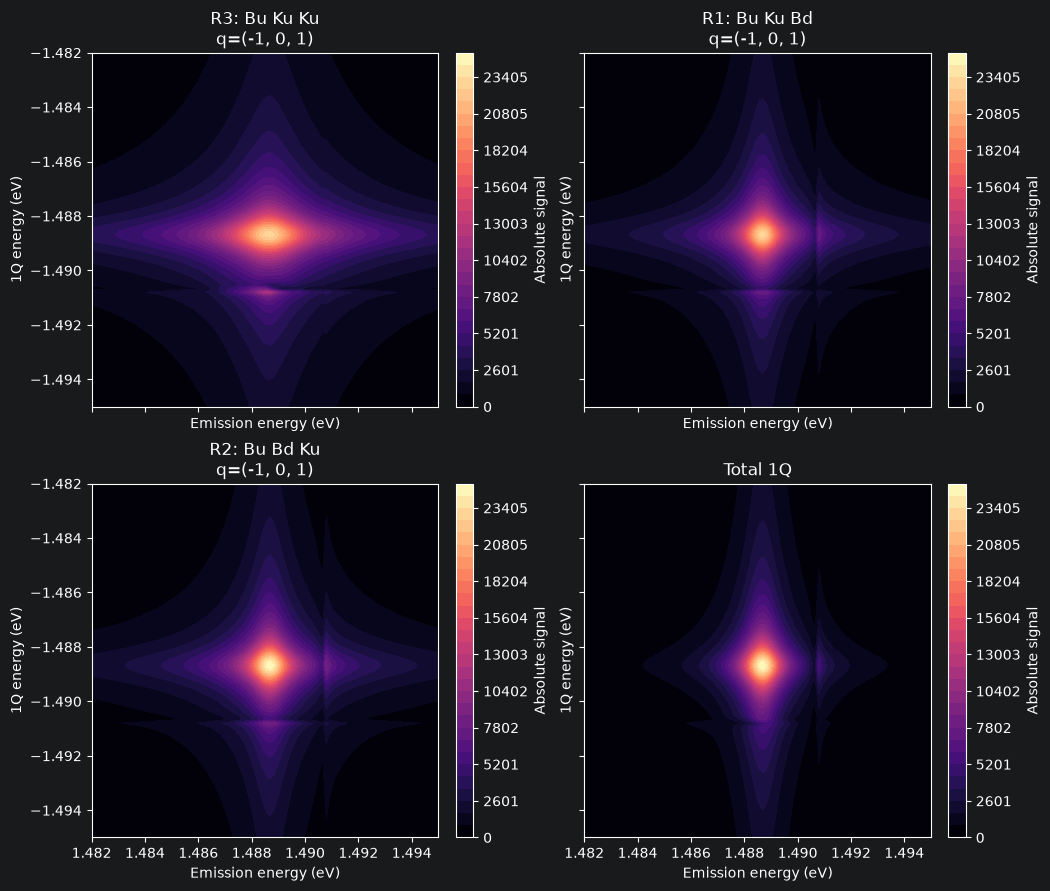 R3: Bu Ku Ku
q=(-1, 0, 1)
−1.482
−1.484
−1.486
−1.488
−1.490
−1.492
−1.494
1Q energy (eV)
Emission energy (eV)
23405
20805
18204
15604
13003
10402
7802
5201
2601
0
Absolute signal
R1: Bu Ku Bd
q=(-1, 0, 1)
1Q energy (eV)
Emission energy (eV)
23405
20805
18204
15604
13003
10402
7802
5201
2601
0
Absolute signal
R2: Bu Bd Ku
q=(-1, 0, 1)
−1.482
−1.484
−1.486
−1.488
−1.490
−1.492
−1.494
1Q energy (eV)
1.482 1.484 1.486 1.488 1.490 1.492 1.494
Emission energy (eV)
23405
20805
18204
15604
13003
10402
7802
5201
2601
0
Absolute signal
Total 1Q
1Q energy (eV)
1.482 1.484 1.486 1.488 1.490 1.492 1.494
Emission energy (eV)
23405
20805
18204
15604
13003
10402
7802
5201
2601
0
Absolute signal